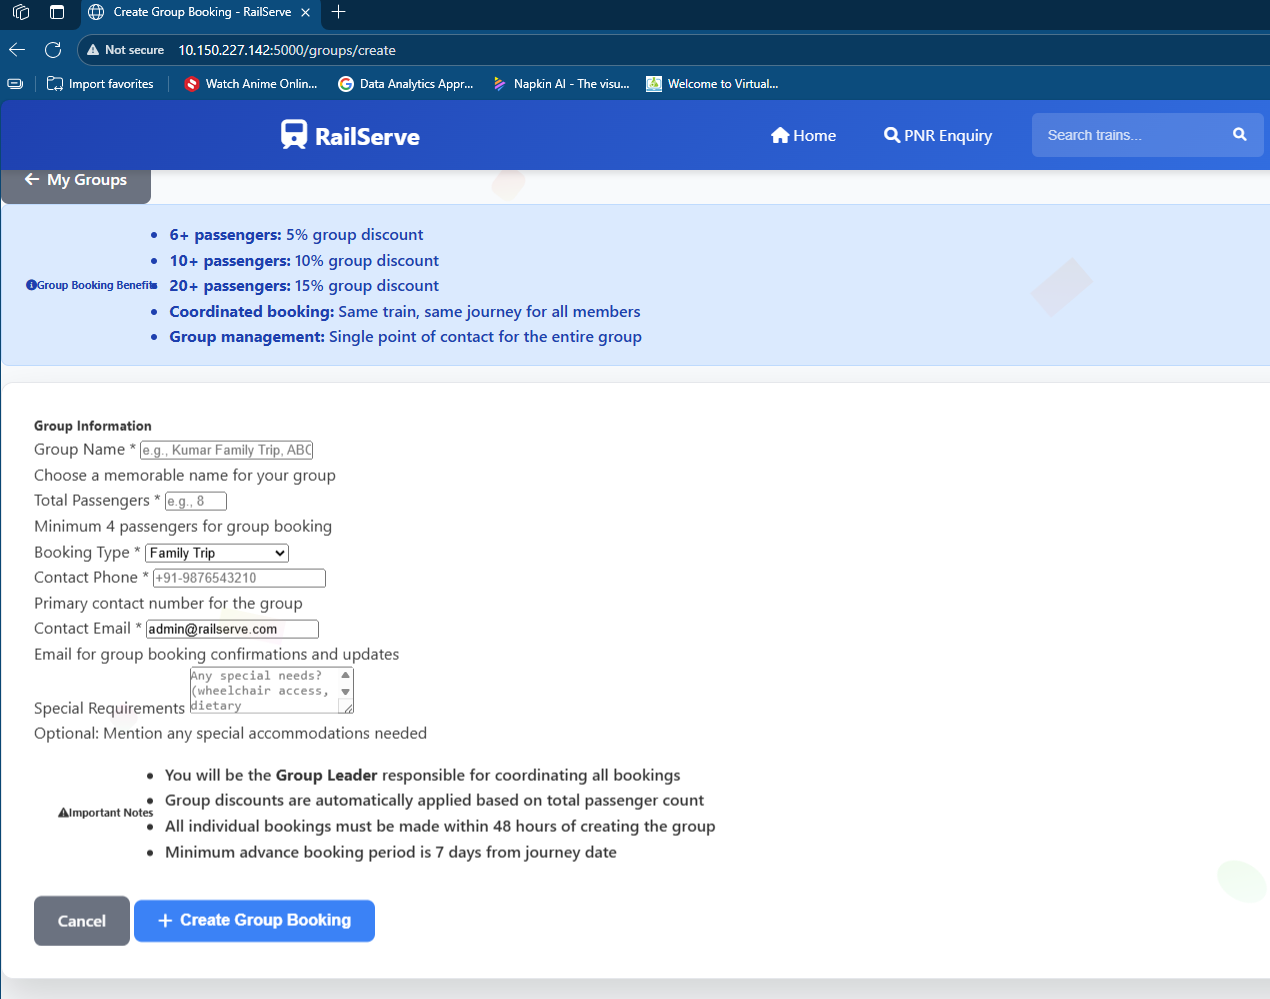 Create Group Booking - RailServe
Not secure 10.150.227.142:5000/groups/create
Import favorites Watch Anime Onlin... Data Analytics Appr... Napkin AI - The visu... Welcome to Virtual...
RailServe Home PNR Enquiry Search trains...
My Groups
Group Booking Benefits
6+ passengers: 5% group discount
10+ passengers: 10% group discount
20+ passengers: 15% group discount
Coordinated booking: Same train, same journey for all members
Group management: Single point of contact for the entire group
Group Information
Group Name * e.g., Kumar Family Trip, ABC
Choose a memorable name for your group
Total Passengers * e.g., 8
Minimum 4 passengers for group booking
Booking Type * Family Trip
Contact Phone * +91-9876543210
Primary contact number for the group
Contact Email * admin@railserve.com
Email for group booking confirmations and updates
Special Requirements
Any special needs?
(wheelchair access,
dietary
Optional: Mention any special accommodations needed
Important Notes
You will be the Group Leader responsible for coordinating all bookings
Group discounts are automatically applied based on total passenger count
All individual bookings must be made within 48 hours of creating the group
Minimum advance booking period is 7 days from journey date
Cancel + Create Group Booking